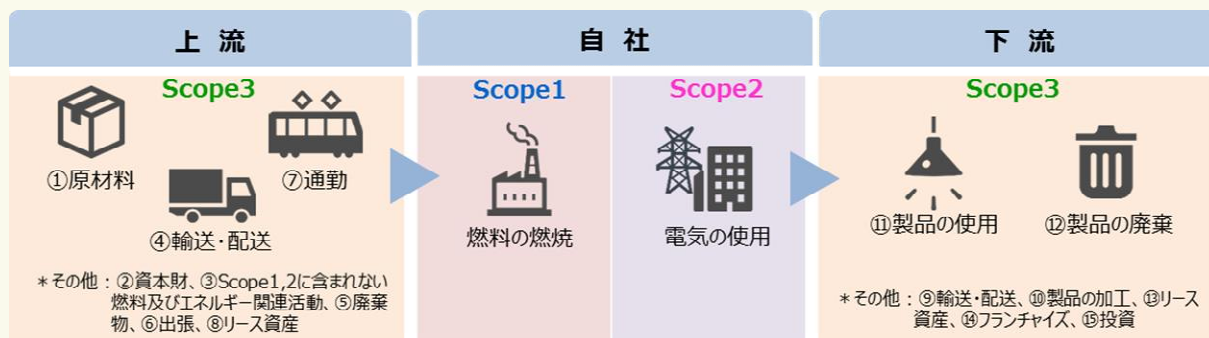 上 流
Scope3
①原材料
⑦通勤
④輸送・配送
＊その他：②資本財、③Scope1,2に含まれない
燃料及びエネルギー関連活動、⑤廃棄
物、⑥出張、⑧リース資産
自 社
Scope1
燃料の燃焼
Scope2
電気の使用
下 流
Scope3
⑪製品の使用
⑫製品の廃棄
＊その他：⑨輸送・配送、⑩製品の加工、⑬リース
資産、⑭フランチャイズ、⑮投資